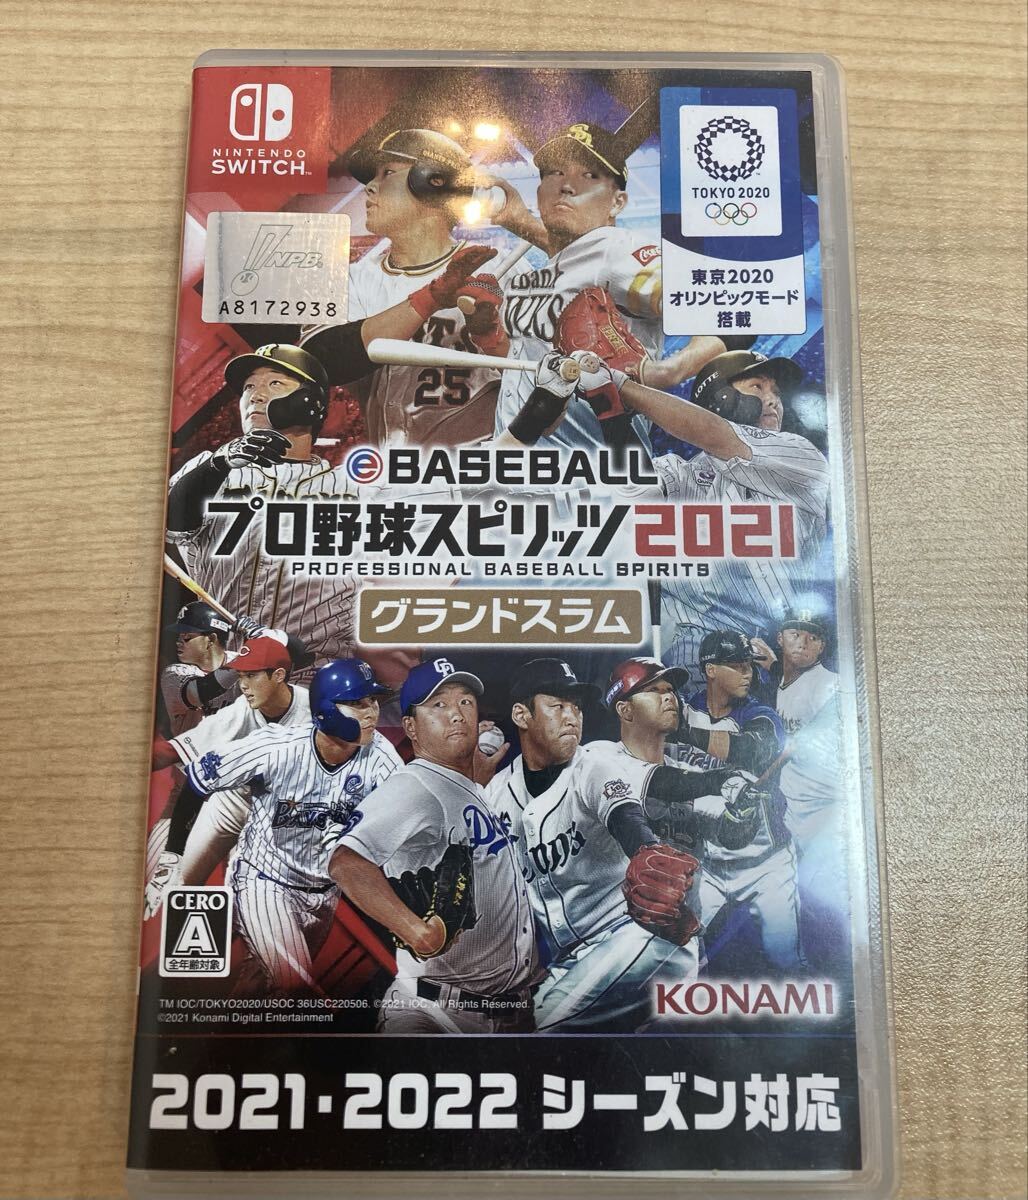 NINTENDO
SWITCH™
NPB®
A8172938
TOKYO 2020
東京2020
オリンピックモード
搭載
25
LOTTE
e BASEBALL
プロ野球スピリッツ2021
PROFESSIONAL BASEBALL SPIRITS
グランドスラム
CERO
A
全年齢対象
TM IOC/TOKYO2020/USOC 36USC220506. ©2021 IOC. All Rights Reserved.
©2021 Konami Digital Entertainment
KONAMI
2021・2022 シーズン対応